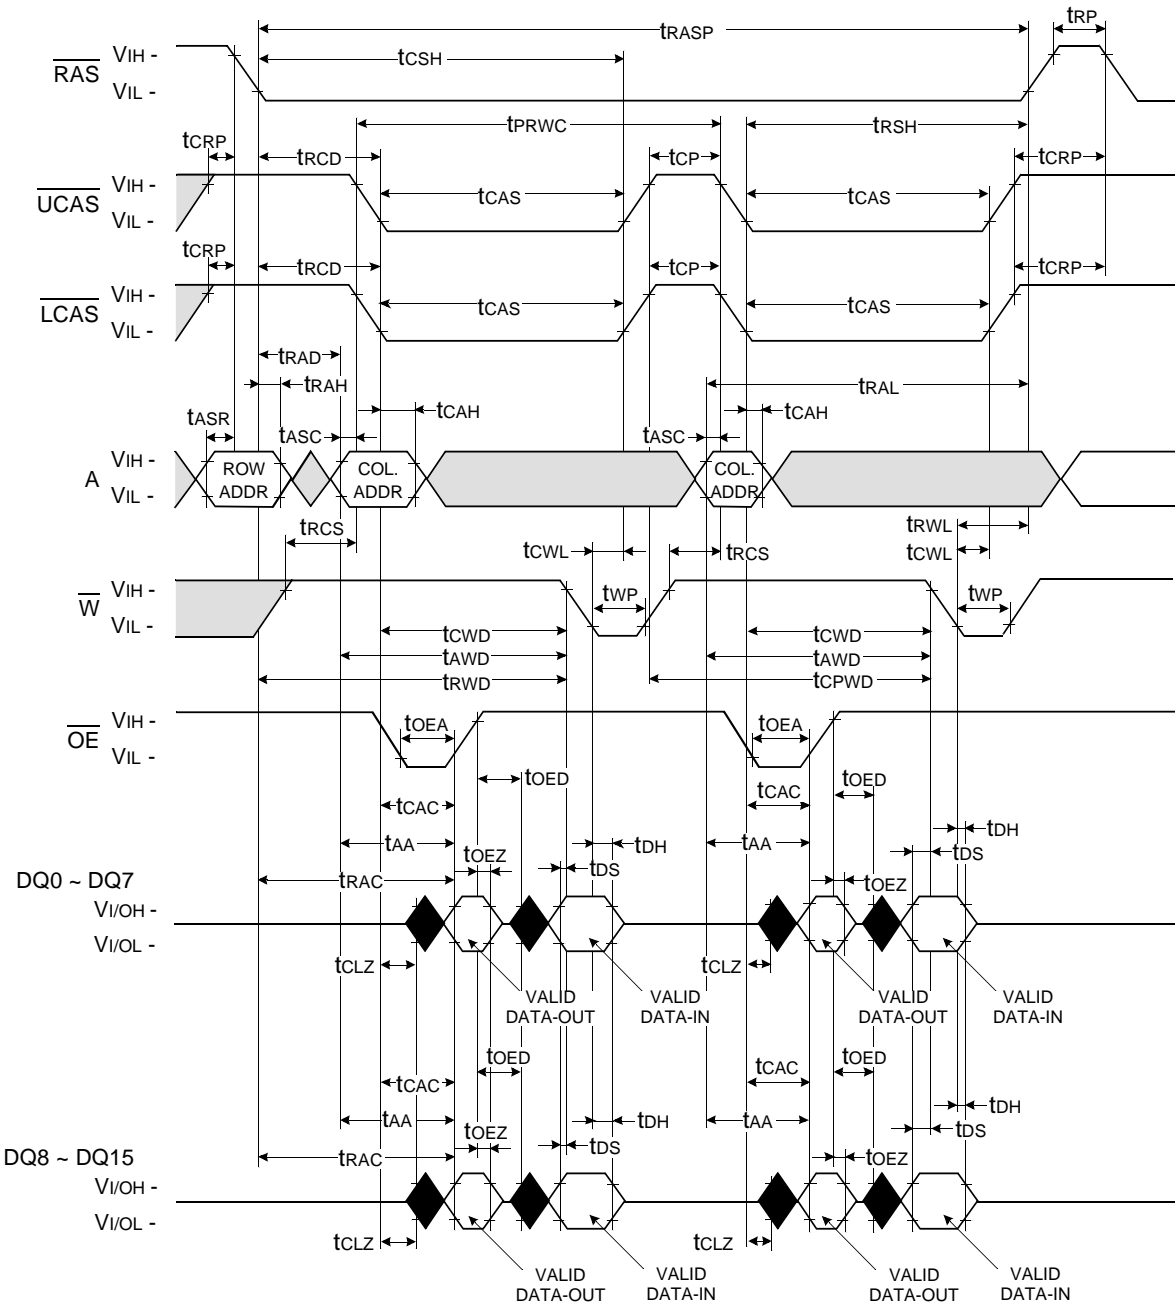 tRP
tRASP
RAS
VIH -
VIL -
tCSH
tPRWC
tRSH
tCRP
tRCD
tCP
tCRP
UCAS
VIH -
VIL -
tCAS
tCAS
tCRP
tRCD
tCP
tCRP
LCAS
VIH -
VIL -
tCAS
tCAS
tRAD
tRAH
tRAL
tASR
tASC
tCAH
tASC
tCAH
A
VIH -
VIL -
ROW
ADDR
COL.
ADDR
COL.
ADDR
tRCS
tCWL
tRCS
tRWL
tCWL
W
VIH -
VIL -
tWP
tWP
tCWD
tCWD
tAWD
tAWD
tRWD
tCPWD
OE
VIH -
VIL -
tOEA
tOEA
tOED
tOED
tCAC
tCAC
tAA
tOEZ
tDH
tAA
tDH
tDS
tDS
DQ0 ~ DQ7
tRAC
tOEZ
VI/OH -
VI/OL -
tCLZ
tCLZ
VALID
DATA-OUT
VALID
DATA-IN
VALID
DATA-OUT
VALID
DATA-IN
tOED
tOED
tCAC
tCAC
tAA
tOEZ
tDH
tAA
tDH
tDS
tDS
DQ8 ~ DQ15
tRAC
tOEZ
VI/OH -
VI/OL -
tCLZ
tCLZ
VALID
DATA-OUT
VALID
DATA-IN
VALID
DATA-OUT
VALID
DATA-IN